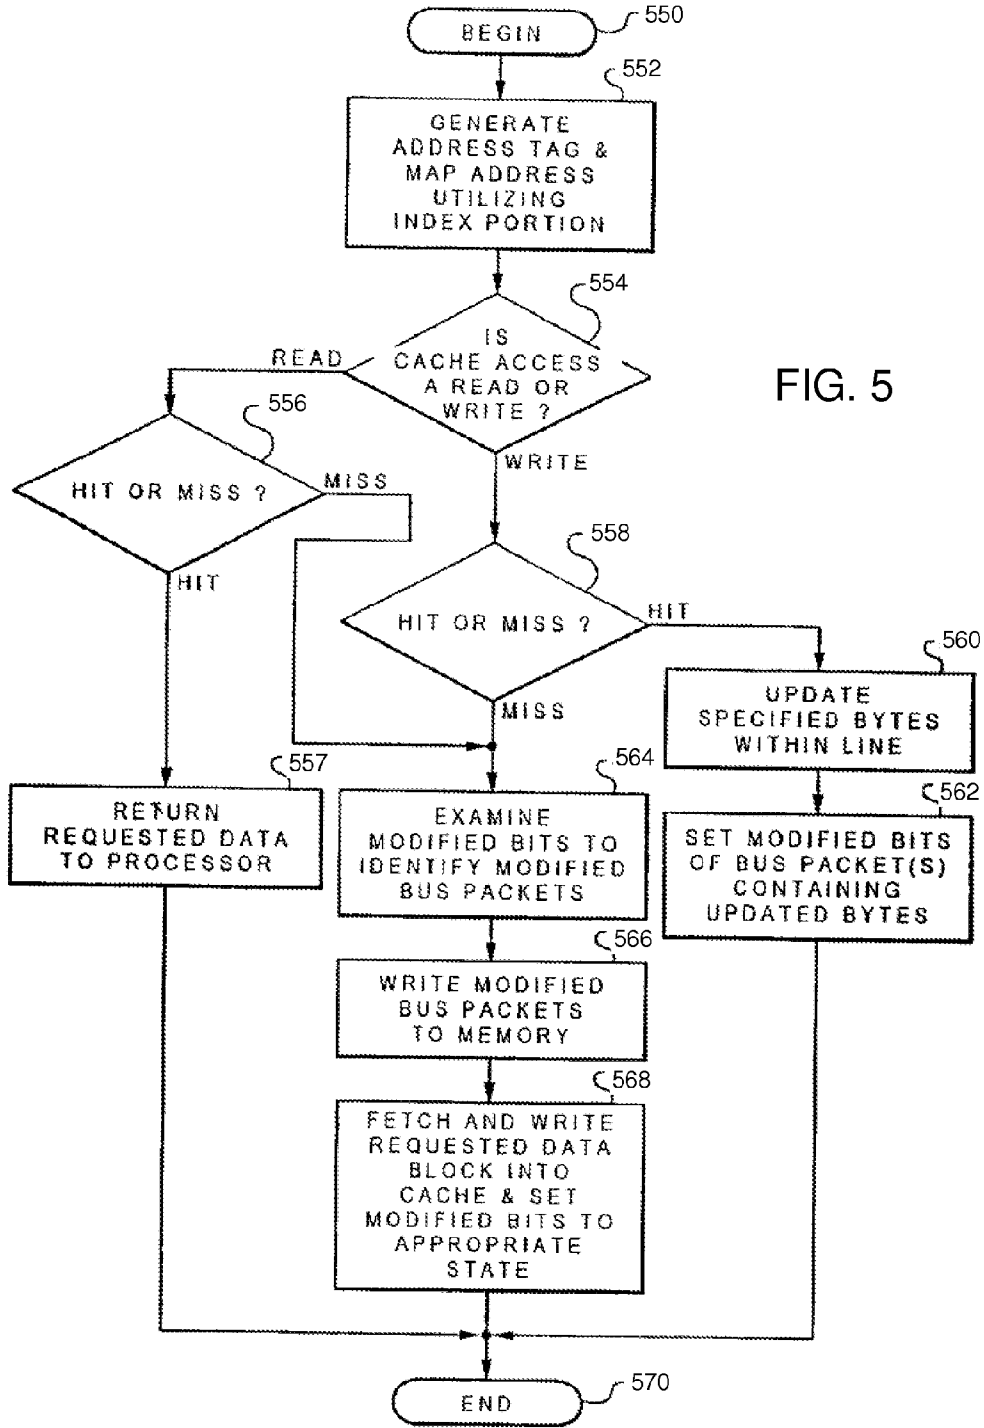 BEGIN
550
552
GENERATE
ADDRESS TAG &
MAP ADDRESS
UTILIZING
INDEX PORTION
554
IS
CACHE ACCESS
A READ OR
WRITE ?
READ
WRITE
FIG. 5
556
HIT OR MISS ?
MISS
HIT
558
HIT OR MISS ?
HIT
MISS
560
UPDATE
SPECIFIED BYTES
WITHIN LINE
557
RETURN
REQUESTED DATA
TO PROCESSOR
564
EXAMINE
MODIFIED BITS TO
IDENTIFY MODIFIED
BUS PACKETS
562
SET MODIFIED BITS
OF BUS PACKET(S)
CONTAINING
UPDATED BYTES
566
WRITE MODIFIED
BUS PACKETS
TO MEMORY
568
FETCH AND WRITE
REQUESTED DATA
BLOCK INTO
CACHE & SET
MODIFIED BITS TO
APPROPRIATE
STATE
END
570